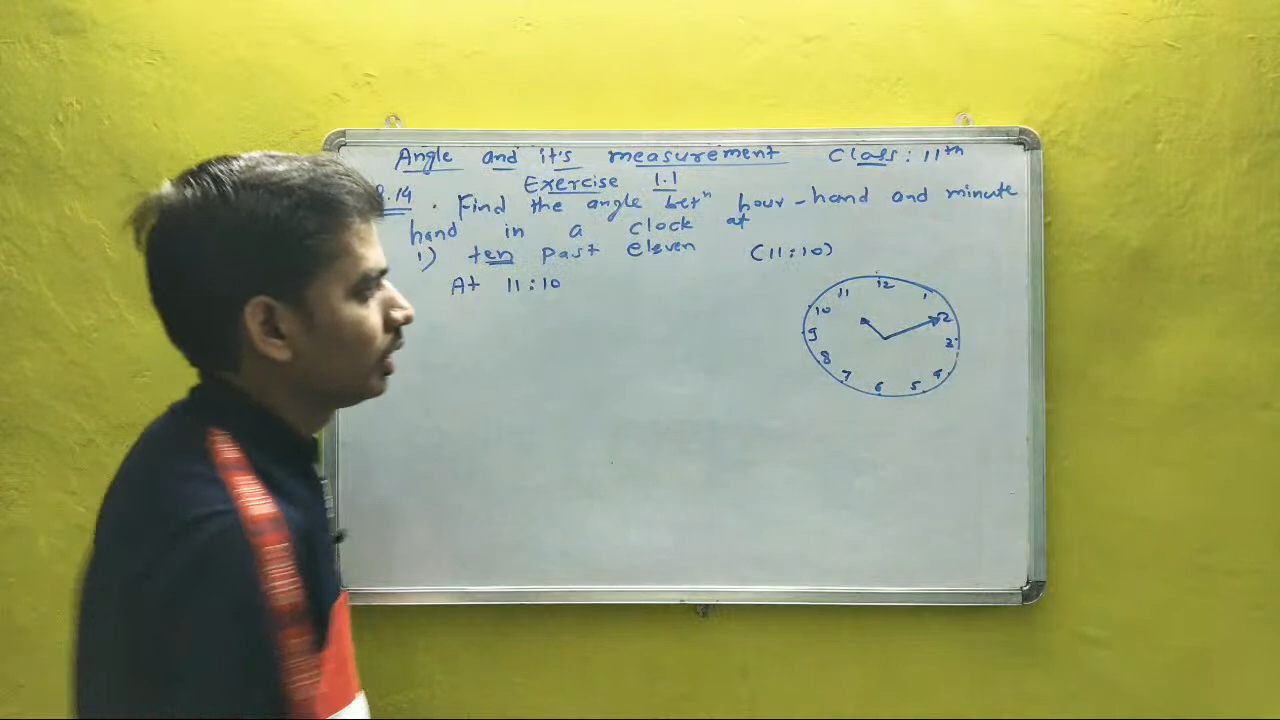 Angle and it's measurement Class: 11th
Exercise 1.1
Q.14. Find the angle betⁿ hour-hand and minute
hand in a clock at
1) ten past eleven (11:10)
At 11:10
12
11
1
10
2
9
3
8
4
7
6
5